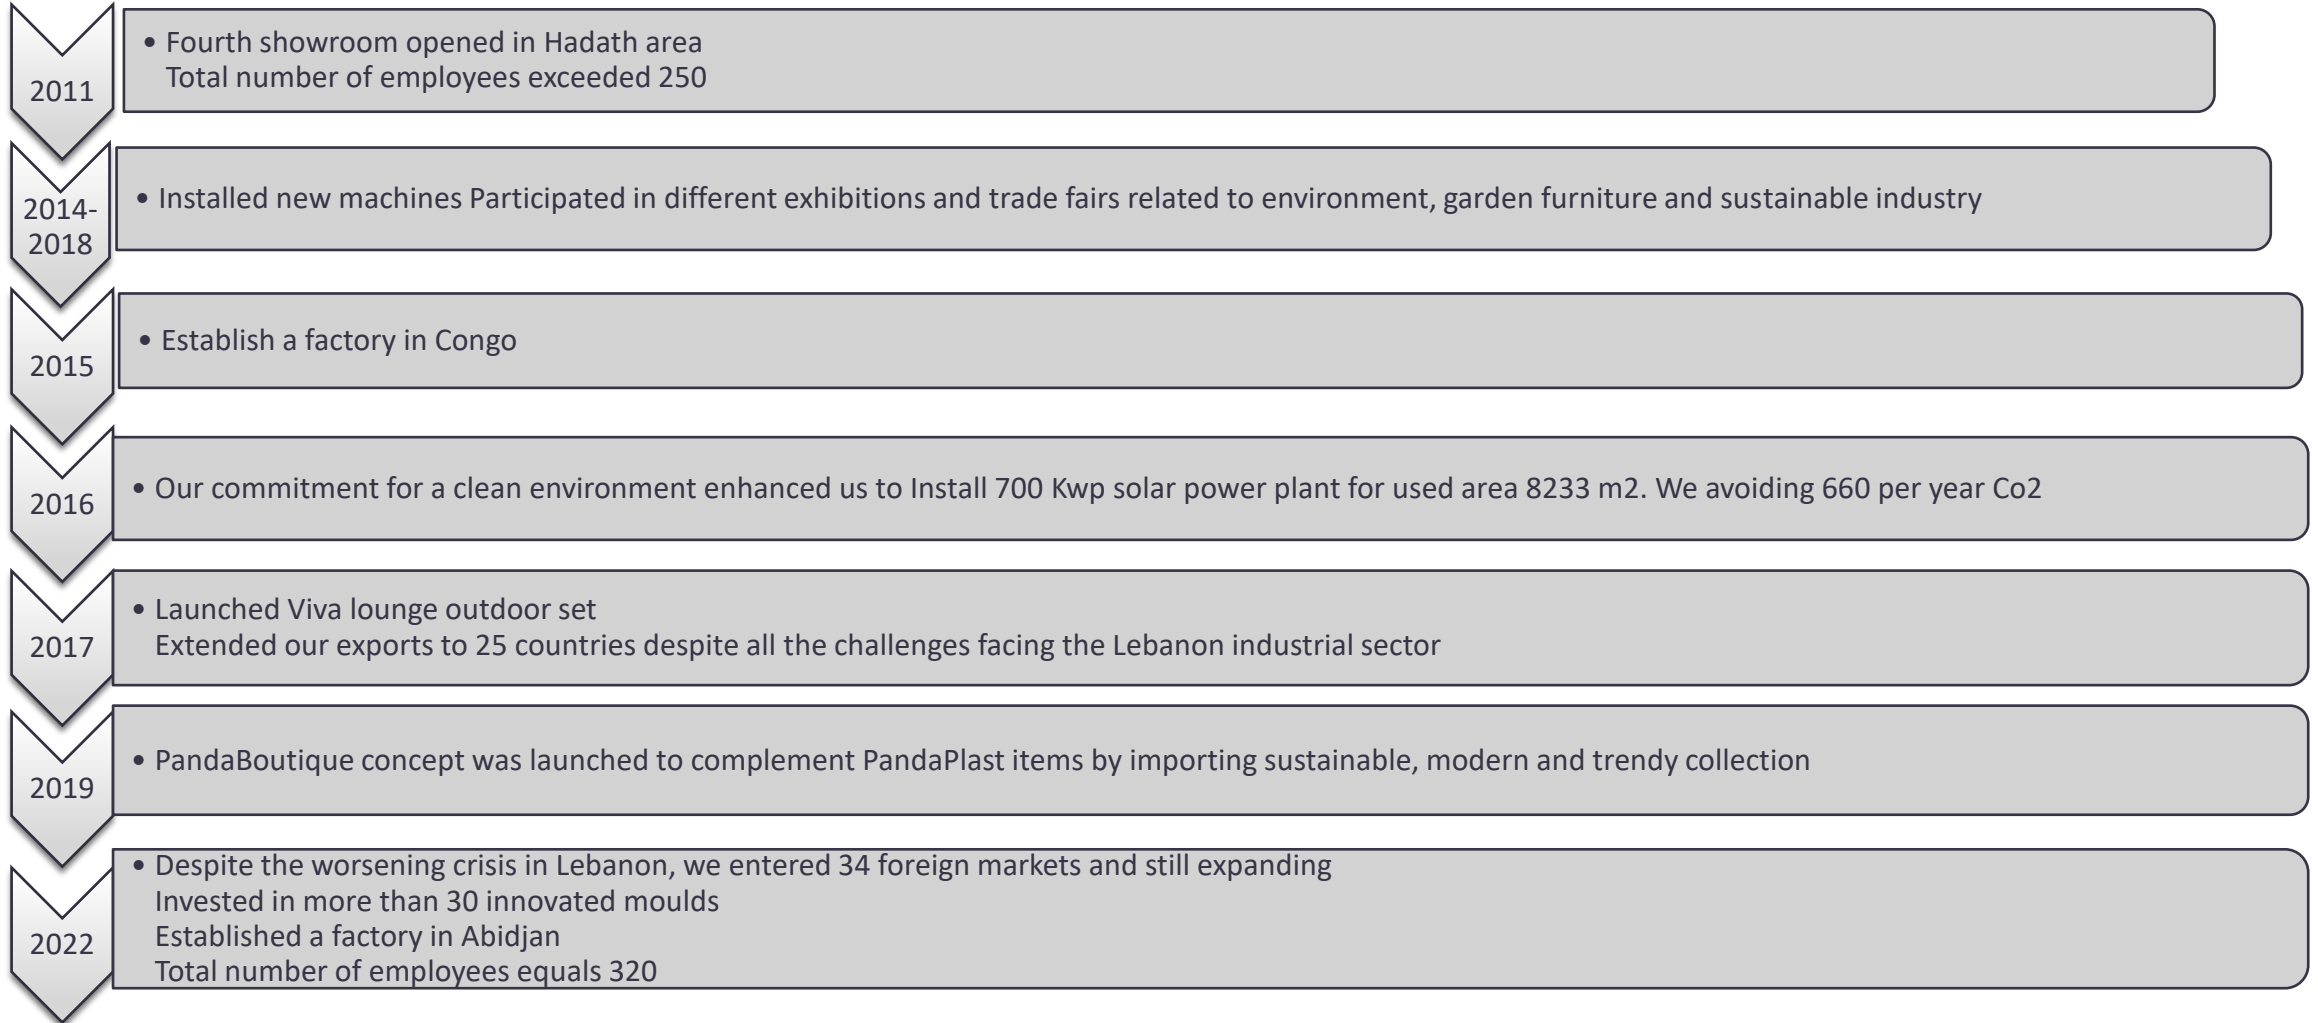 2011
• Fourth showroom opened in Hadath area
Total number of employees exceeded 250
2014-
2018
• Installed new machines Participated in different exhibitions and trade fairs related to environment, garden furniture and sustainable industry
2015
• Establish a factory in Congo
2016
• Our commitment for a clean environment enhanced us to Install 700 Kwp solar power plant for used area 8233 m2. We avoiding 660 per year Co2
2017
• Launched Viva lounge outdoor set
Extended our exports to 25 countries despite all the challenges facing the Lebanon industrial sector
2019
• PandaBoutique concept was launched to complement PandaPlast items by importing sustainable, modern and trendy collection
2022
• Despite the worsening crisis in Lebanon, we entered 34 foreign markets and still expanding
Invested in more than 30 innovated moulds
Established a factory in Abidjan
Total number of employees equals 320